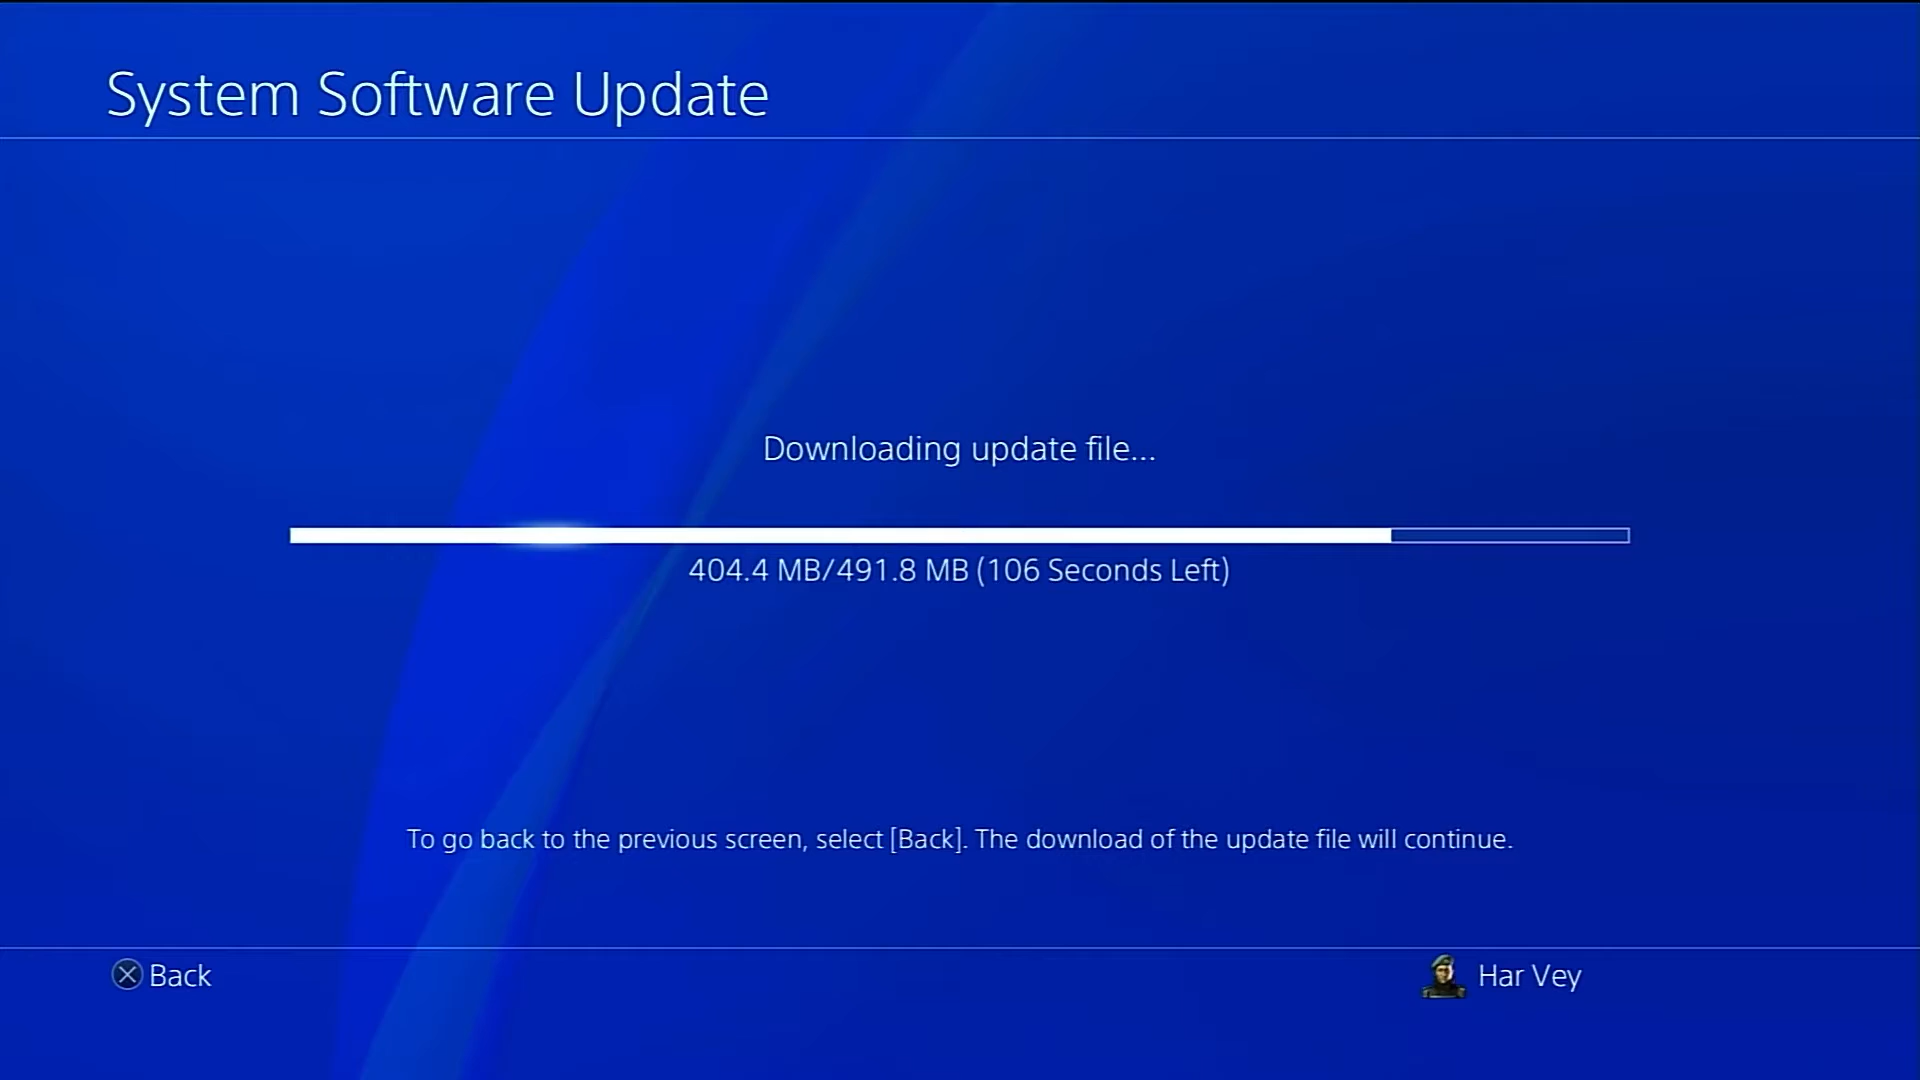 System Software Update
Downloading update file...
404.4 MB/491.8 MB (106 Seconds Left)
To go back to the previous screen, select [Back]. The download of the update file will continue.
Back
Har Vey